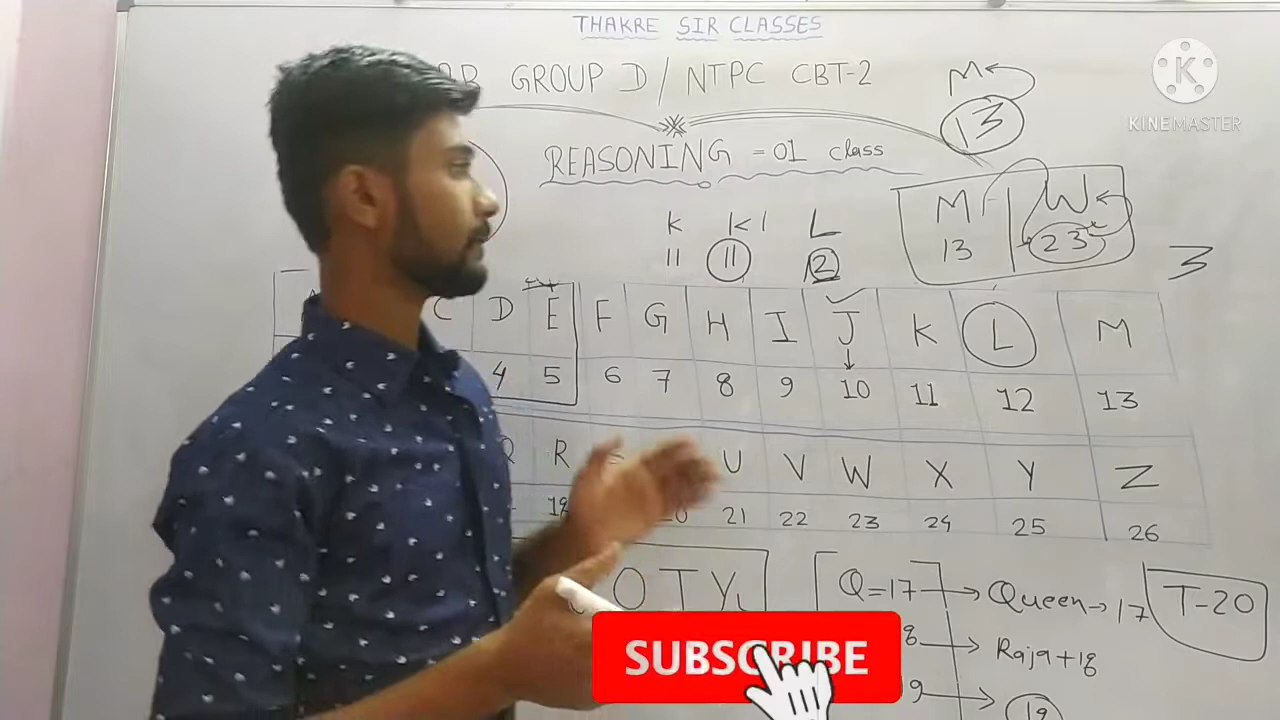 THAKRE SIR CLASSES
GROUP D / NTPC CBT-2
M
13
KINEMASTER
REASONING = 01 class
K K L
11 11 12
M W
13 23
3
C D E F G H I J K L M
4 5 6 7 8 9 10 11 12 13
R U V W X Y Z
18 21 22 23 24 25 26
O T Y
Q=17 → Queen → 17
T-20
Raja + 18
19
SUBSCRIBE